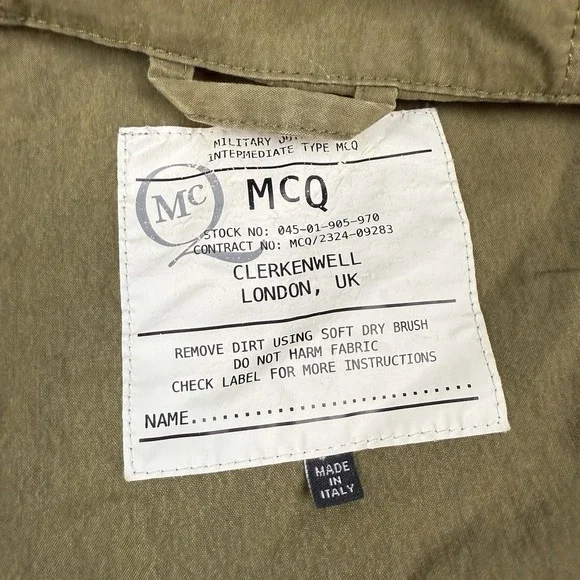 MILITARY
INTEPMEDIATE TYPE MCQ
Mc
McQ
STOCK NO: 045-01-905-970
CONTRACT NO: MCQ/2324-09283
CLERKENWELL
LONDON, UK
REMOVE DIRT USING SOFT DRY BRUSH
DO NOT HARM FABRIC
CHECK LABEL FOR MORE INSTRUCTIONS
NAME.............................
MADE
IN
ITALY